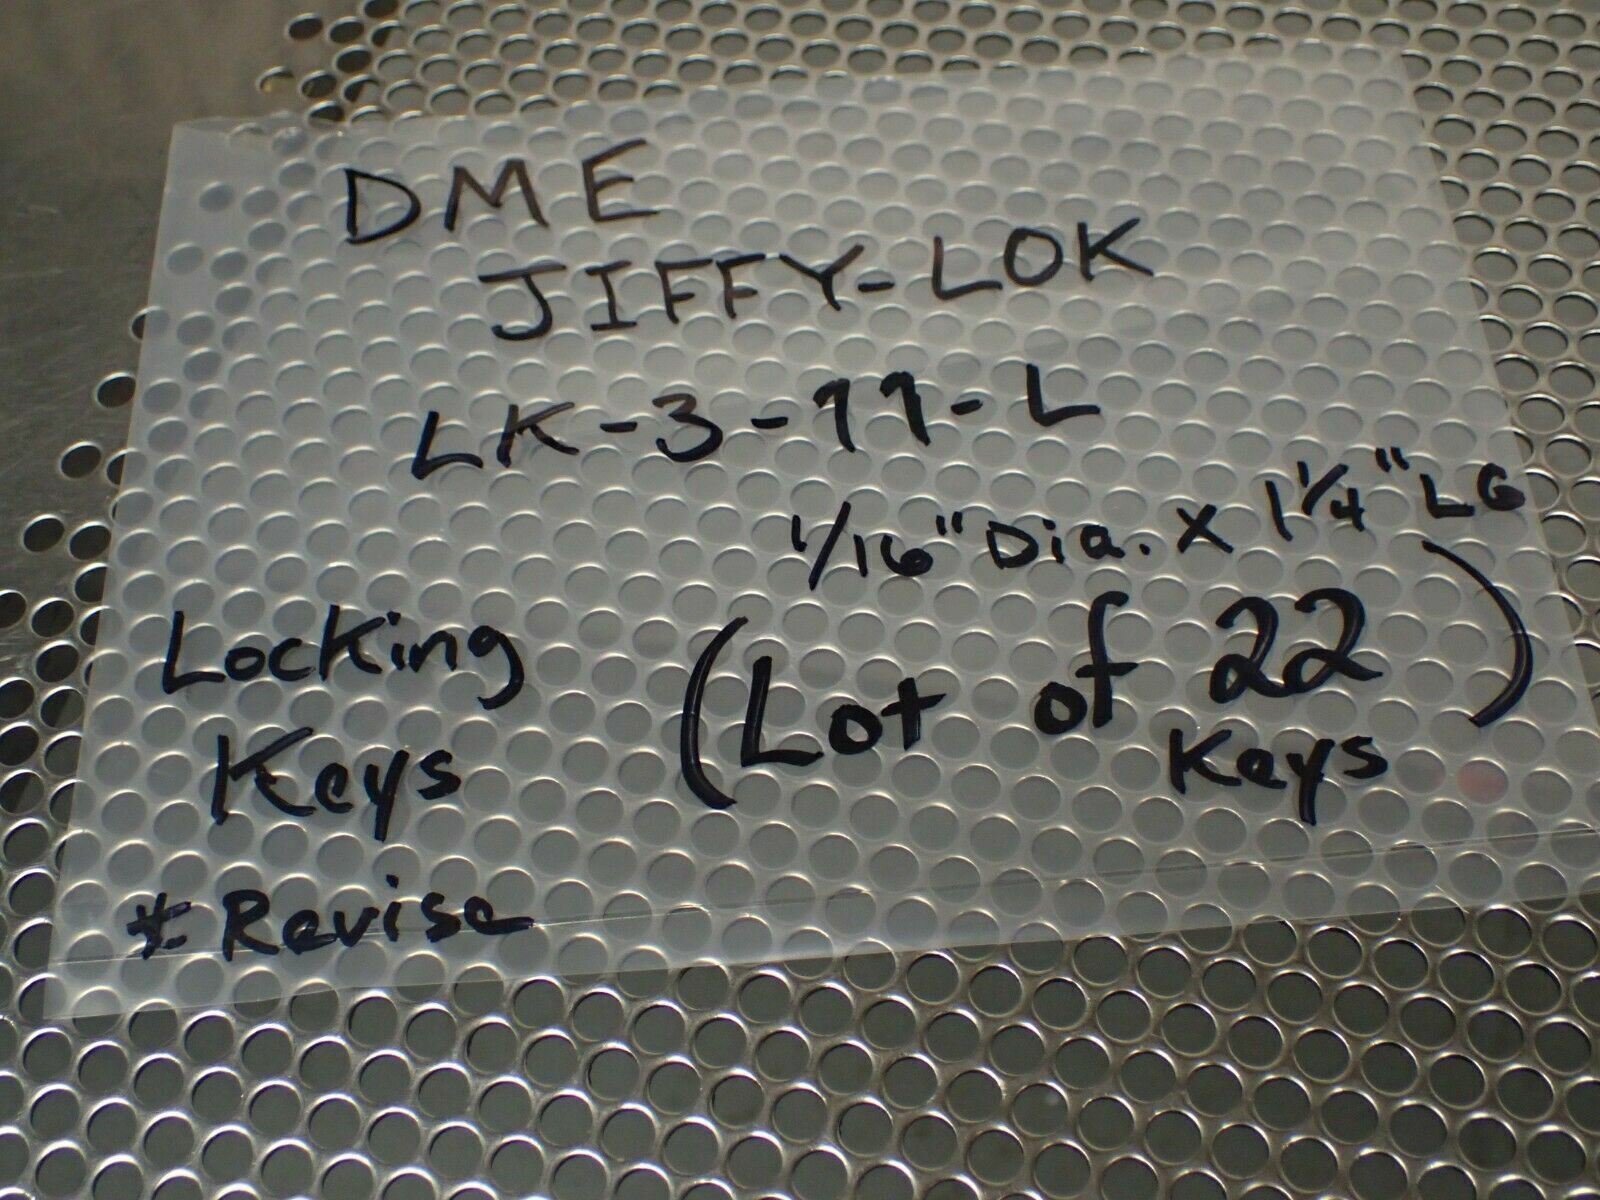 DME
JIFFY-LOK
LK-3-11-L
1/16" Dia. x 1 1/4" LG
Locking
Keys
(Lot of 22
Keys)
* Revise